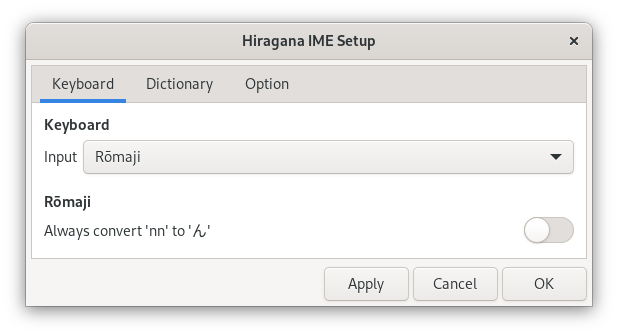 Hiragana IME Setup
Keyboard Dictionary Option
Keyboard
Input Rōmaji
Rōmaji
Always convert 'nn' to 'ん'
Apply Cancel OK